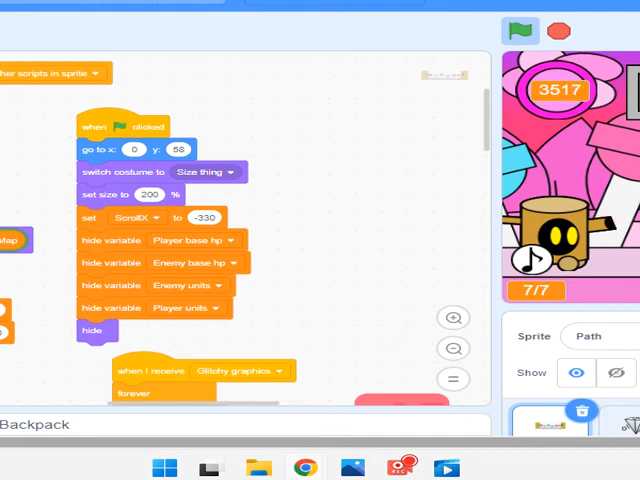 her scripts in sprite
when clicked
go to x: 0 y: 58
switch costume to Size thing
set size to 200 %
set ScrollX to -330
hide variable Player base hp
hide variable Enemy base hp
hide variable Enemy units
hide variable Player units
hide
Map
when I receive Glitchy graphics
forever
Backpack
3517
7/7
Sprite Path
Show
REC